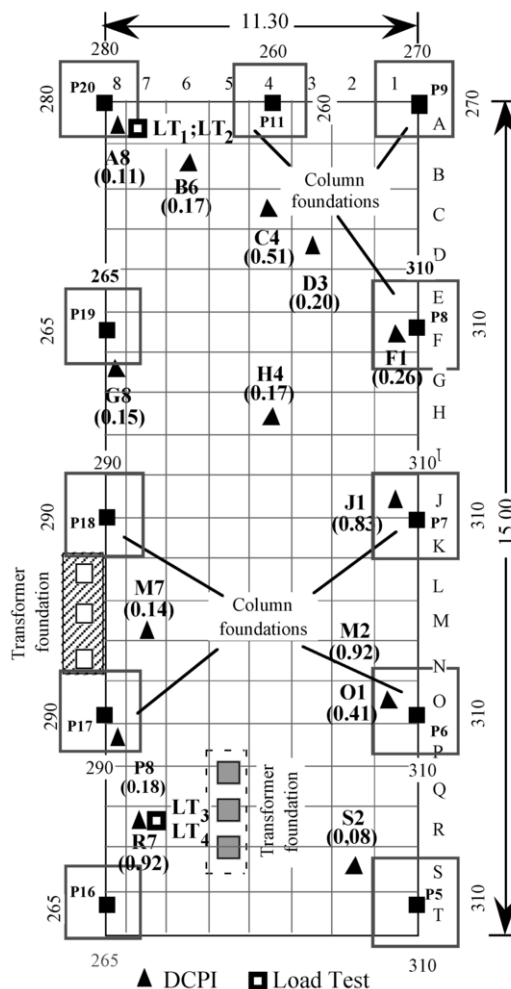 11.30
280 260 270
280 P20 8 7 6 5 4 3 2 1 P9 270
P11 260 A
LT1;LT2
A8
(0.11)
B6
(0.17)
Column
foundations
B
C4
(0.51)
C
D3
(0.20)
D
265 310
265 P19 E P8 310
F1
(0.26)
F
G8
(0.15)
H4
(0.17)
G
H
I
290 310
290 P18 J1
(0.83)
J P7 310
K
15.00
Transformer
foundation
M7
(0.14)
Column
foundations
M2
(0.92)
L
M
N
290 P17 O1
(0.41)
O P6 310
P
290 310
P8
(0.18)
LT3
LT4
R7
(0.92)
Transformer
foundation
S2
(0,08)
Q
R
S
265 P16 P5 T 310
265 310
DCPI Load Test